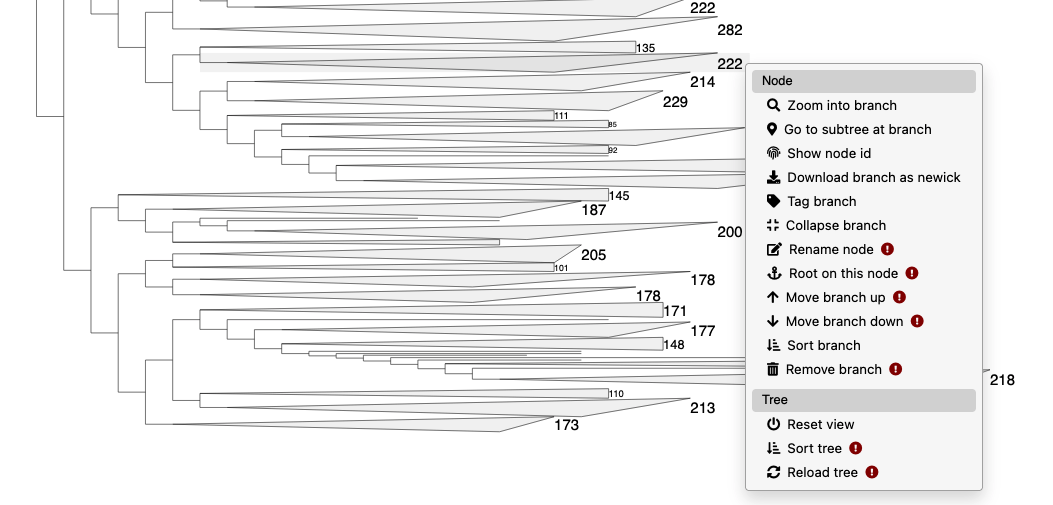 222
282
135
222
214
229
111
85
92
145
187
200
205
101
178
178
171
177
148
218
110
213
173
Node
Zoom into branch
Go to subtree at branch
Show node id
Download branch as newick
Tag branch
Collapse branch
Rename node
Root on this node
Move branch up
Move branch down
Sort branch
Remove branch
Tree
Reset view
Sort tree
Reload tree